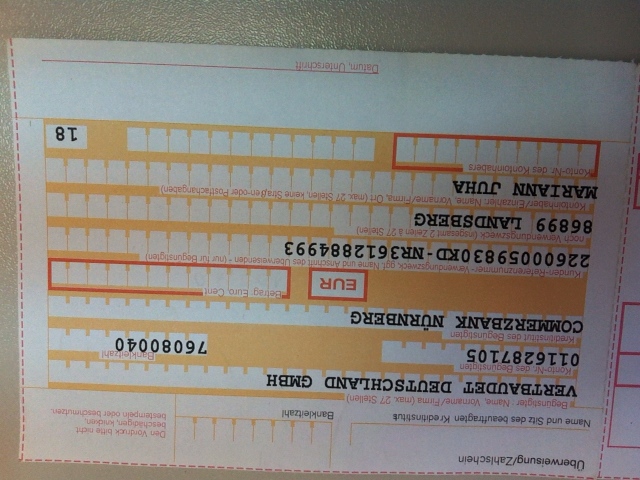 Überweisung/Zahlschein
Den Vordruck bitte nicht
beschädigen, knicken,
bestempeln oder beschmutzen.
Name und Sitz des beauftragten Kreditinstituts
Bankleitzahl
Begünstigter: Name, Vorname/Firma (max. 27 Stellen)
VERTBAUDET DEUTSCHLAND GMBH
Konto-Nr. des Begünstigten
Bankleitzahl
0116287105
76080040
Kreditinstitut des Begünstigten
COMMERZBANK NÜRNBERG
EUR
Betrag: Euro, Cent
Kunden-Referenznummer - Verwendungszweck, ggf. Name und Anschrift des Überweisenden - (nur für Begünstigten)
22600059830KD-NR3612884993
noch Verwendungszweck (insgesamt 2 Zeilen à 27 Stellen)
86899 LANDSBERG
Kontoinhaber/Einzahler: Name, Vorname/Firma, Ort (max. 27 Stellen, keine Straßen- oder Postfachangaben)
MARIANN JUHA
Konto-Nr. des Kontoinhabers
18
Datum, Unterschrift